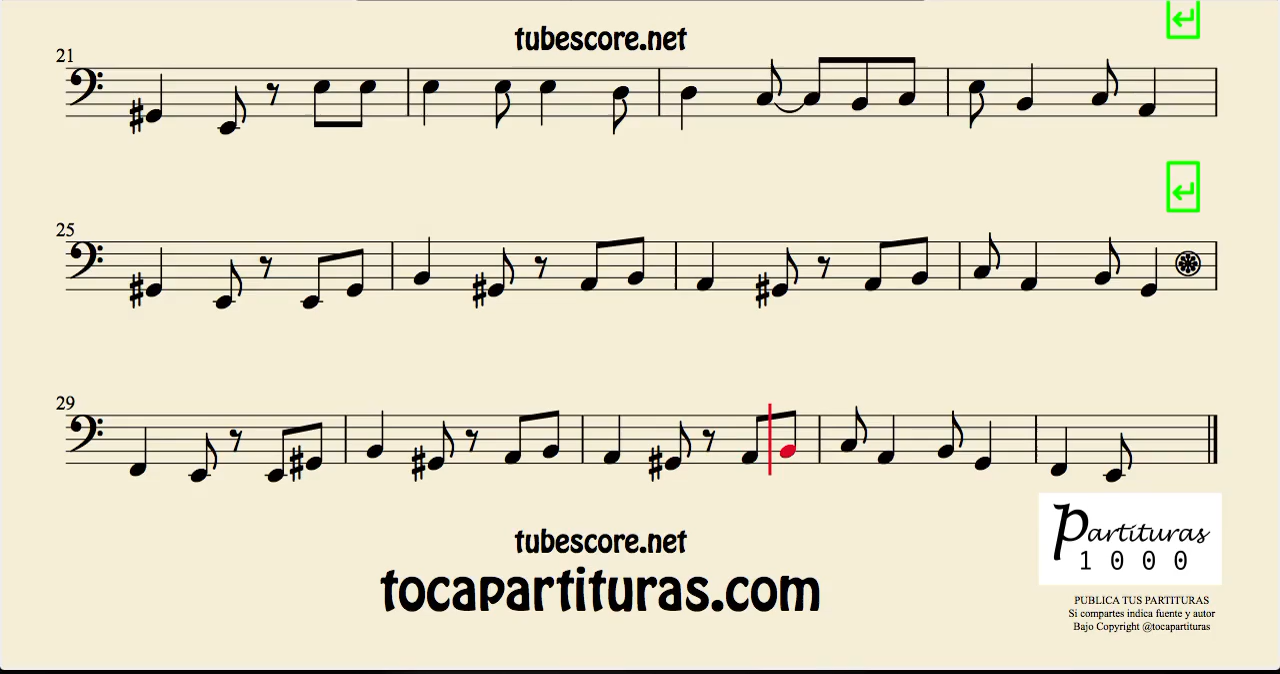 tubescore.net
21
25
29
tubescore.net
tocapartituras.com
Partituras
1000
PUBLICA TUS PARTITURAS
Si compartes indica fuente y autor
Bajo Copyright @tocapartituras